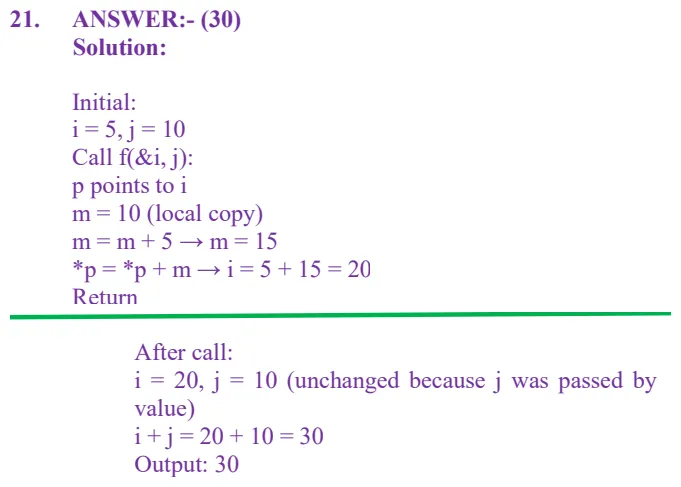 21. ANSWER:- (30)
Solution:
Initial:
i = 5, j = 10
Call f(&i, j):
p points to i
m = 10 (local copy)
m = m + 5 → m = 15
*p = *p + m → i = 5 + 15 = 20
Return
After call:
i = 20, j = 10 (unchanged because j was passed by
value)
i + j = 20 + 10 = 30
Output: 30